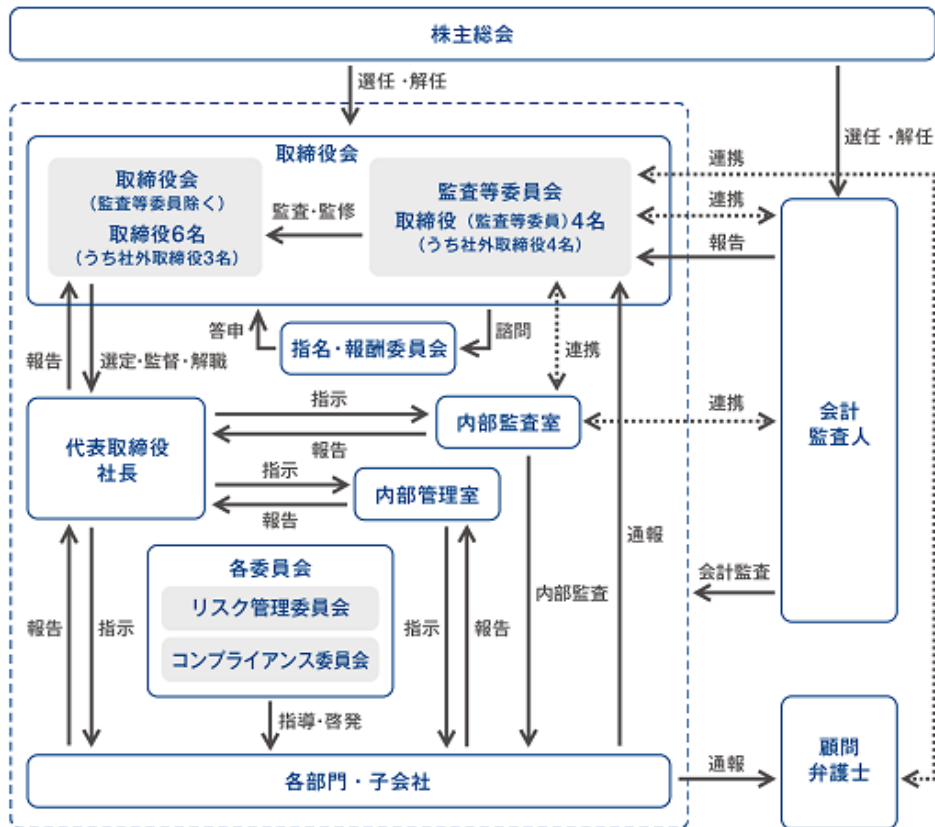 株主総会
選任・解任
選任・解任
取締役会
取締役会
(監査等委員除く)
取締役6名
(うち社外取締役3名)
監査・監修
監査等委員会
取締役(監査等委員)4名
(うち社外取締役4名)
連携
連携
報告
答申
指名・報酬委員会
諮問
連携
報告
選定・監督・解職
代表取締役
社長
指示
報告
内部監査室
連携
会計
監査人
指示
報告
内部管理室
通報
各委員会
リスク管理委員会
コンプライアンス委員会
内部監査
会計監査
報告
指示
指示
報告
指導・啓発
各部門・子会社
通報
顧問
弁護士